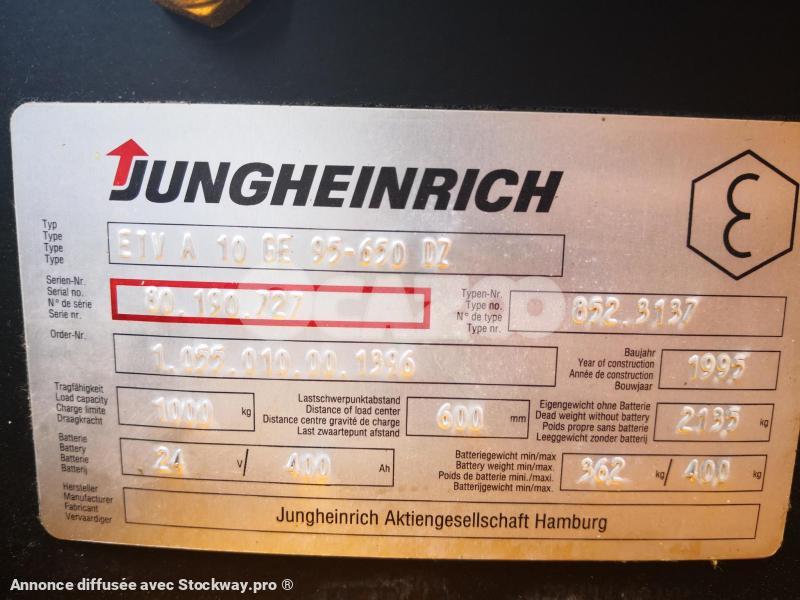 JUNGHEINRICH
Typ
Type
Type
Type
ETV A 10 GE 95-650 DZ
Serien-Nr.
Serial no.
N° de série
Serie nr.
80.190.727
Typen-Nr.
Type no.
N° de type
Type nr.
852.3137
Order-Nr.
1.055.010.00.1396
Baujahr
Year of construction
Année de construction
Bouwjaar
1995
Tragfähigkeit
Load capacity
Charge limite
Draagkracht
1000 kg
Lastschwerpunktabstand
Distance of load center
Distance centre gravité de charge
Last zwaartepunt afstand
600 mm
Eigengewicht ohne Batterie
Dead weight without battery
Poids propre sans batterie
Leeggewicht zonder batterij
2135 kg
Batterie
Battery
Batterie
Batterij
24 V/ 400 Ah
Batteriegewicht min/max
Battery weight min/max
Poids de batterie mini./maxi.
Batterijgewicht min/max.
362 kg/ 400 kg
Hersteller
Manufacturer
Fabricant
Vervaardiger
Jungheinrich Aktiengesellschaft Hamburg
Annonce diffusée avec Stockway.pro ®